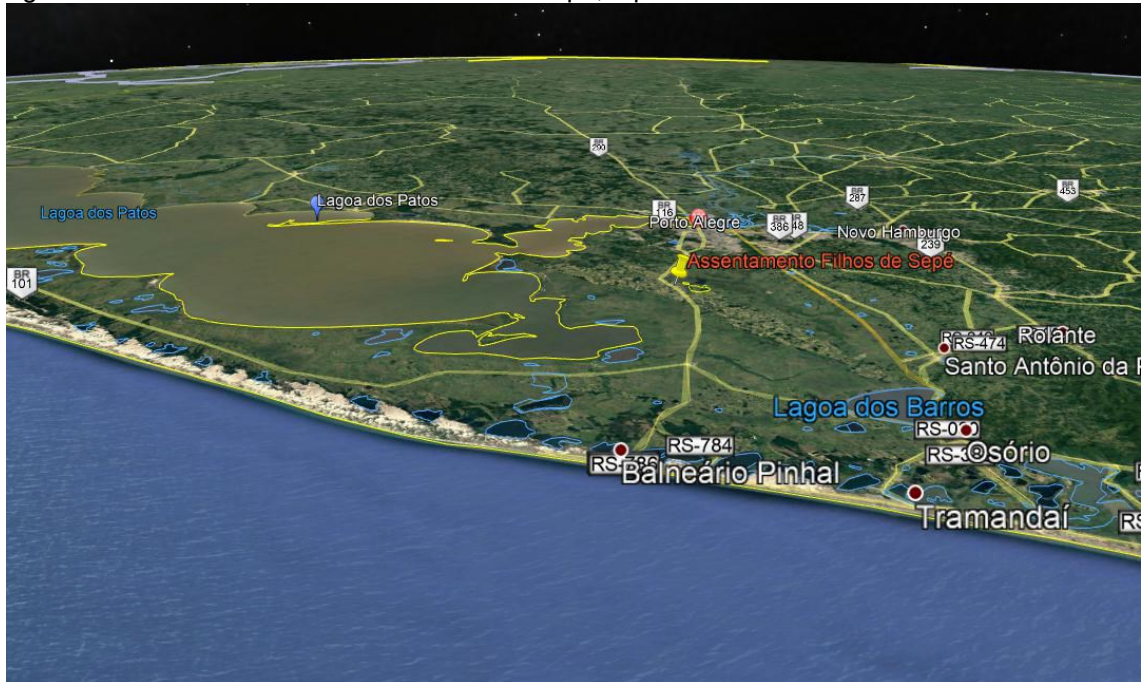 BR
290
BR
453
BR
287
Lagoa dos Patos
Lagoa dos Patos
BR
116
Porto Alegre
BR
386
48
Novo Hamburgo
239
Assentamento Filhos de Sepé
BR
101
RS-474
Rolante
Santo Antônio da
Lagoa dos Barros
Osório
RS-784
Balneário Pinhal
Tramandaí
RS